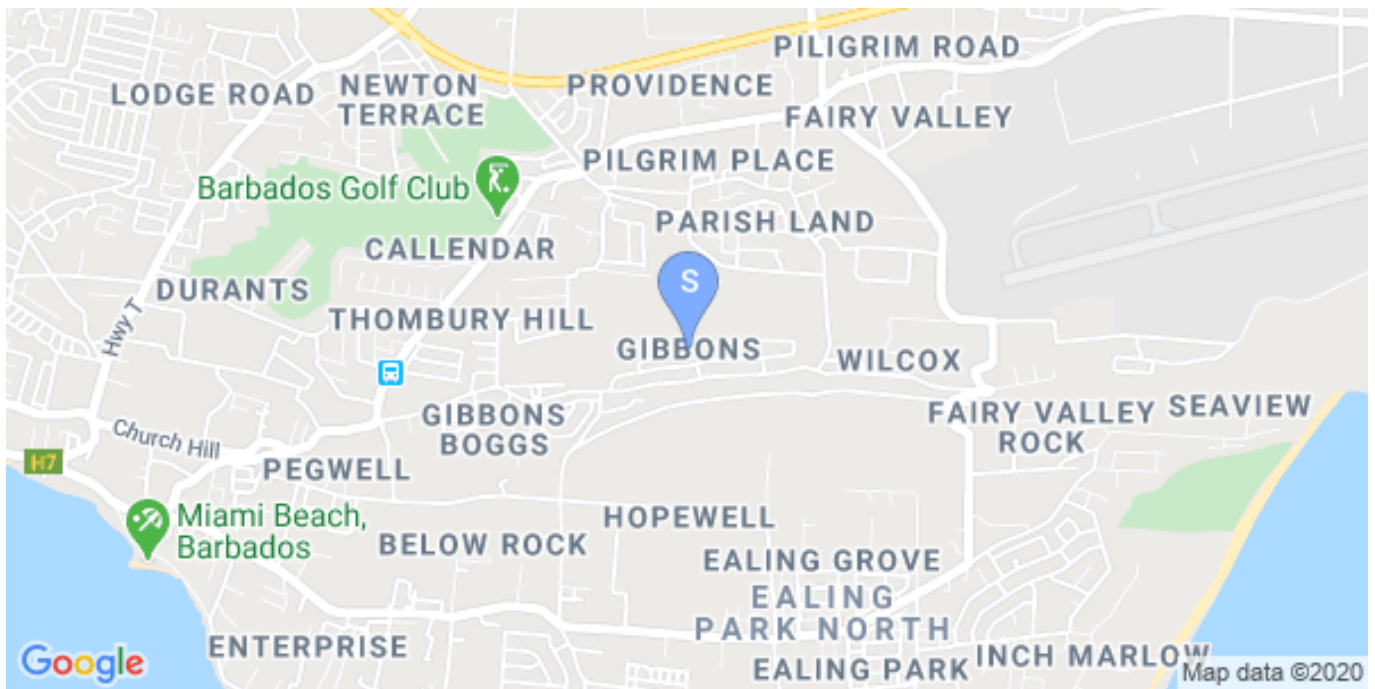 PILIGRIM ROAD
LODGE ROAD
NEWTON
TERRACE
PROVIDENCE
FAIRY VALLEY
PILGRIM PLACE
Barbados Golf Club
PARISH LAND
CALLENDAR
S
DURANTS
THOMBURY HILL
Hwy T
GIBBONS
WILCOX
GIBBONS
BOGGS
FAIRY VALLEY
ROCK
SEAVIEW
Church Hill
H7
PEGWELL
Miami Beach,
Barbados
HOPEWELL
BELOW ROCK
EALING GROVE
EALING
PARK NORTH
ENTERPRISE
EALING PARK
INCH MARLOW
Google
Map data ©2020